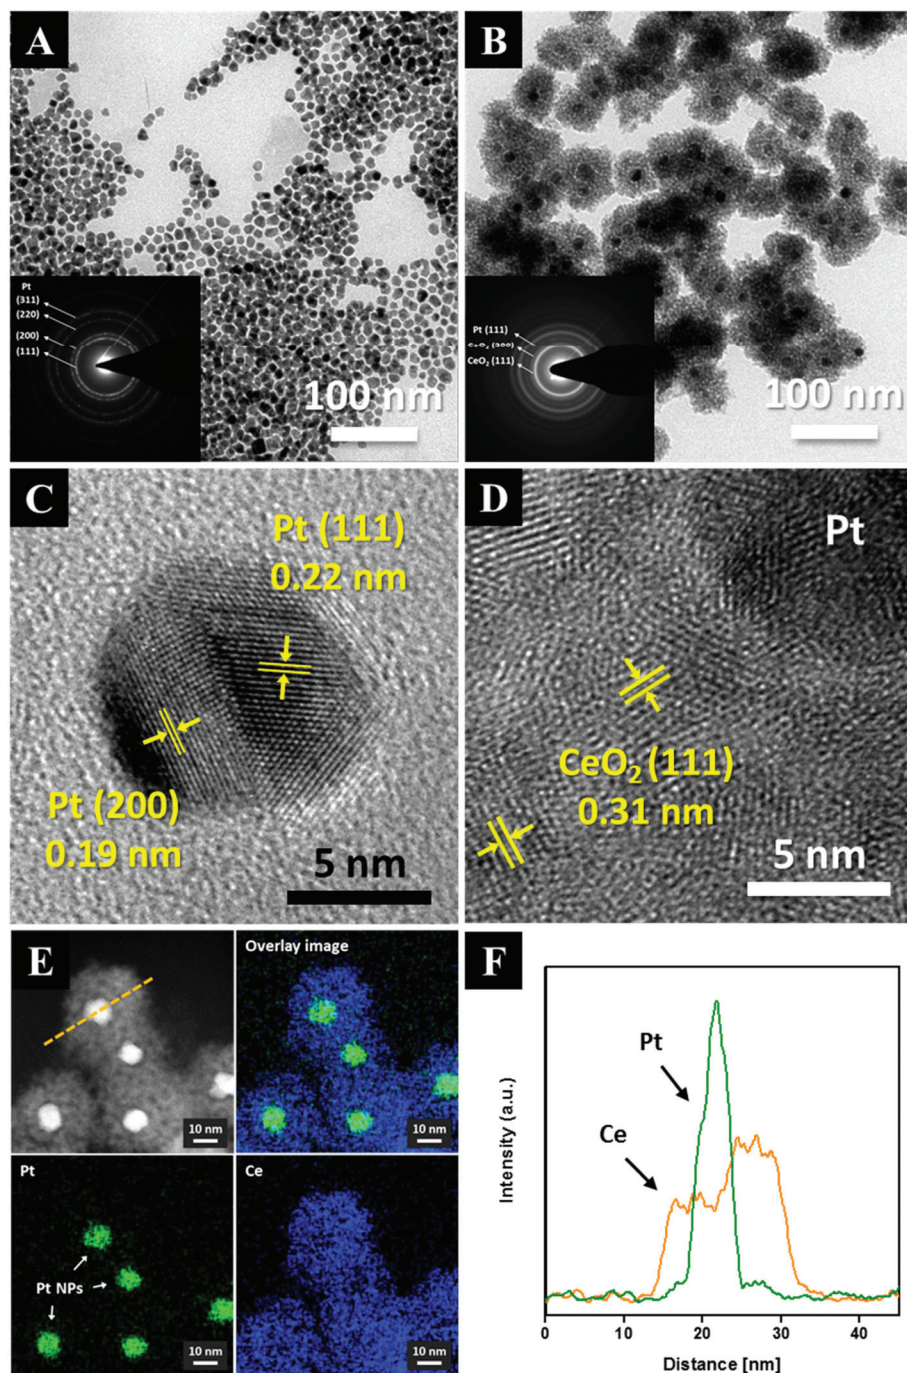 A
Pt
(311)
(220)
(200)
(111)
100 nm
B
Pt (111)
CeO₂ (111)
100 nm
C
Pt (111)
0.22 nm
Pt (200)
0.19 nm
5 nm
D
Pt
CeO₂ (111)
0.31 nm
5 nm
E
10 nm
Overlay image
10 nm
Pt
Pt NPs
10 nm
Ce
10 nm
F
Pt
Ce
Intensity (a.u.)
0
10
20
30
40
Distance [nm]